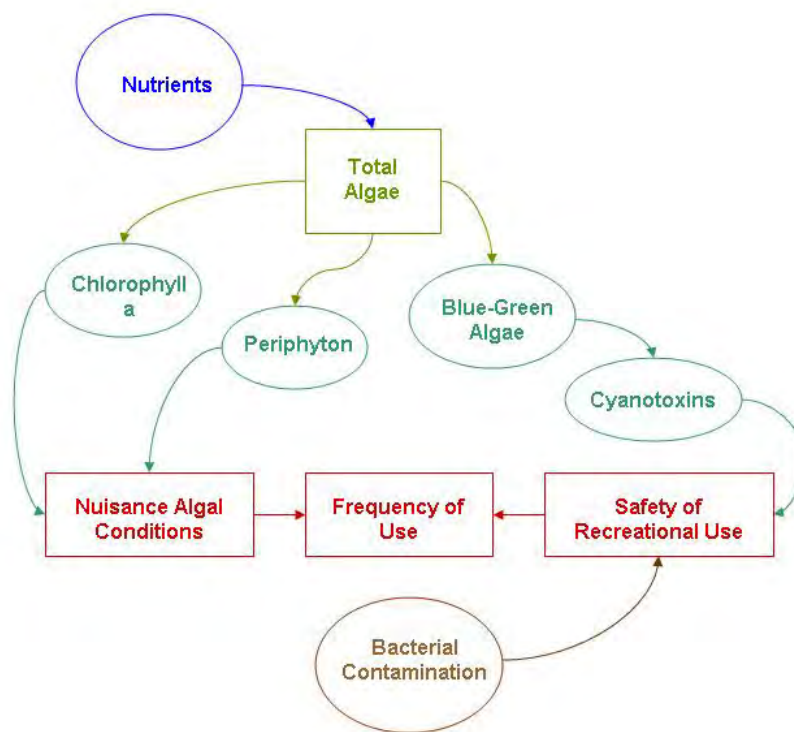 Nutrients
Total
Algae
Chlorophyll
a
Periphyton
Blue-Green
Algae
Cyanotoxins
Nuisance Algal
Conditions
Frequency of
Use
Safety of
Recreational Use
Bacterial
Contamination